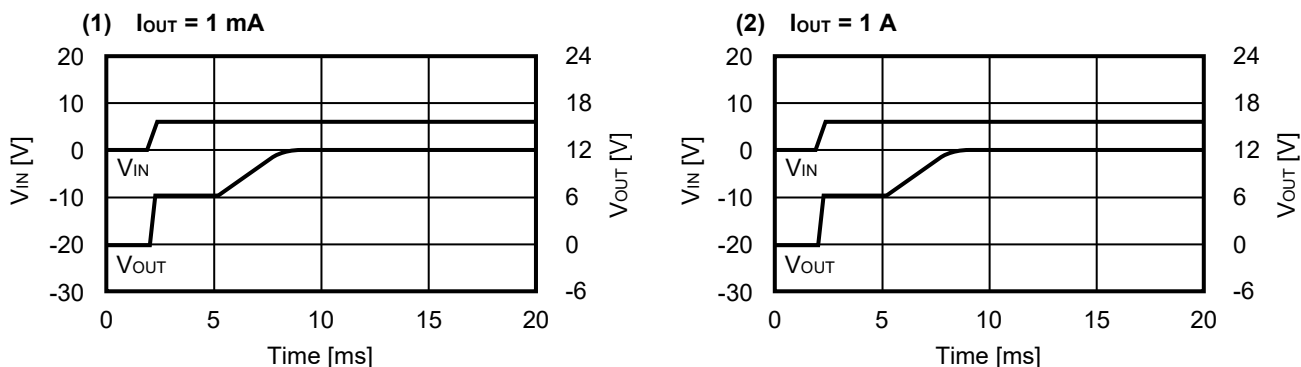 (1) IOUT = 1 mA
20
10
0
-10
-20
-30
VIN [V]
24
18
12
6
0
-6
VOUT [V]
VIN
VOUT
0 5 10 15 20
Time [ms]
(2) IOUT = 1 A
20
10
0
-10
-20
-30
VIN [V]
24
18
12
6
0
-6
VOUT [V]
VIN
VOUT
0 5 10 15 20
Time [ms]